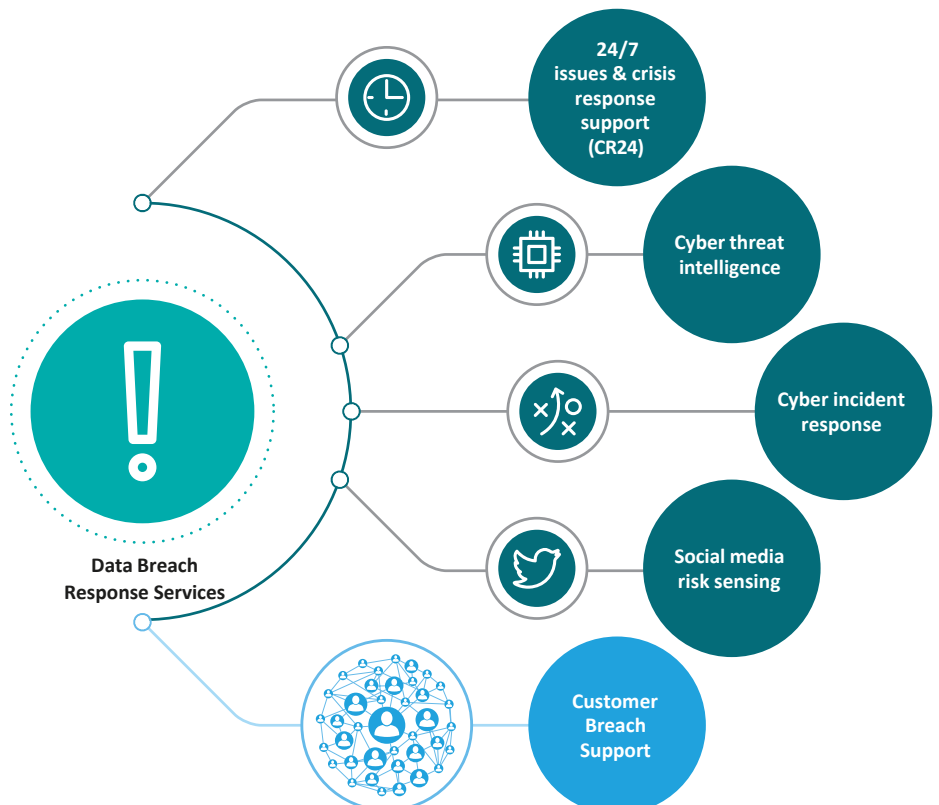 24/7
issues & crisis
response
support
(CR24)
Cyber threat
intelligence
Cyber incident
response
Data Breach
Response Services
Social media
risk sensing
Customer
Breach
Support